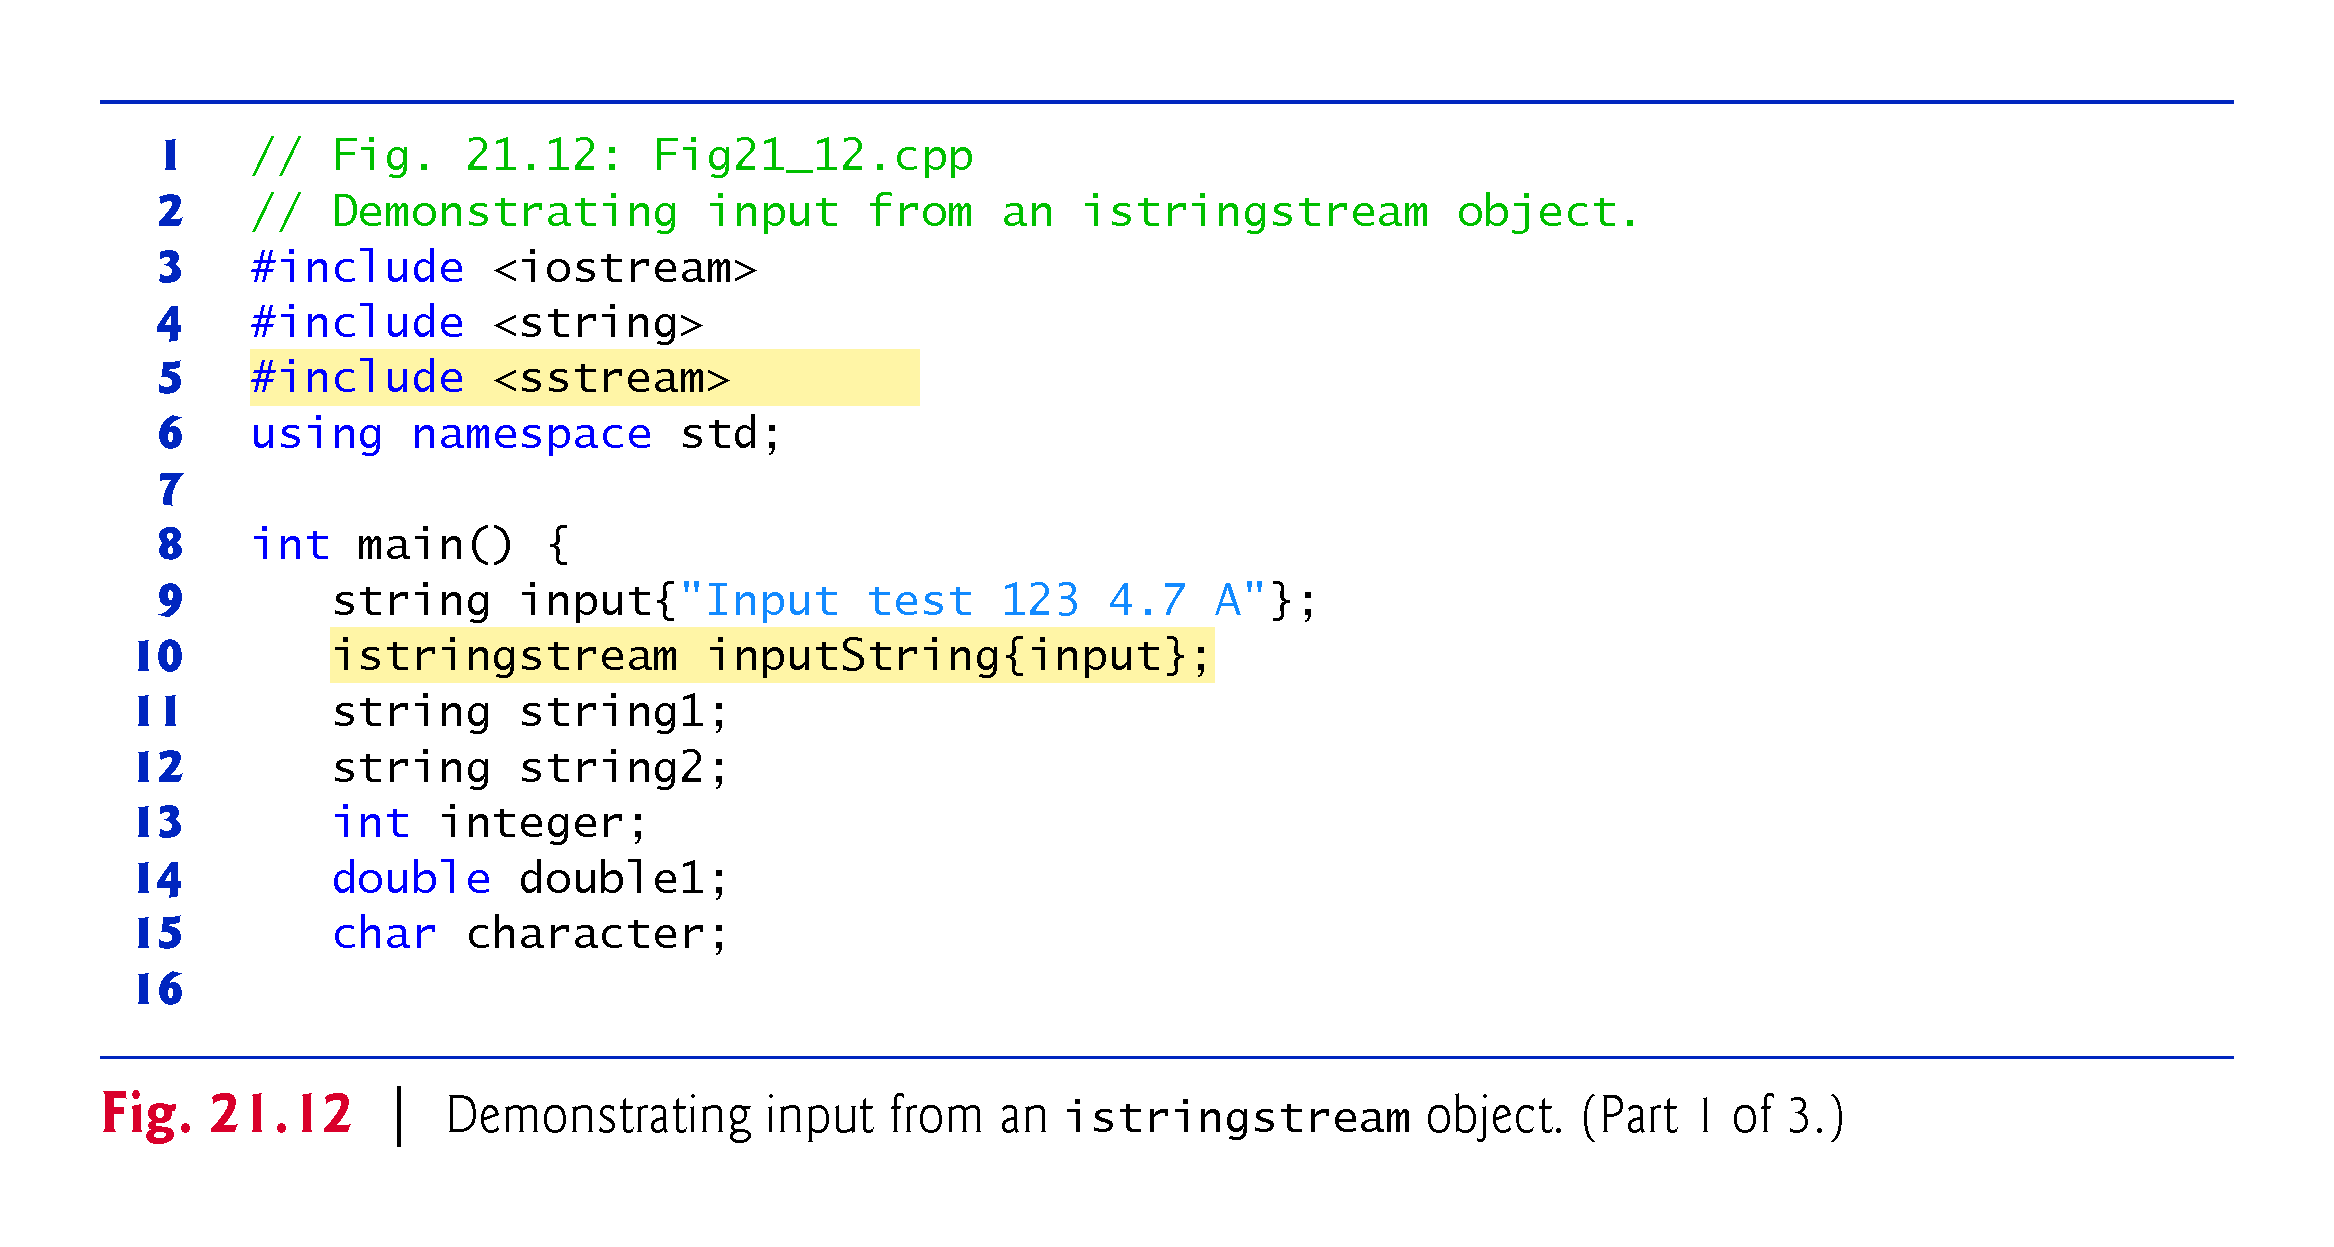 1 // Fig. 21.12: Fig21_12.cpp
2 // Demonstrating input from an istringstream object.
3 #include <iostream>
4 #include <string>
5 #include <sstream>
6 using namespace std;
7
8 int main() {
9 string input{"Input test 123 4.7 A"};
10 istringstream inputString{input};
11 string string1;
12 string string2;
13 int integer;
14 double double1;
15 char character;
16
Fig. 21.12 | Demonstrating input from an istringstream object. (Part 1 of 3.)